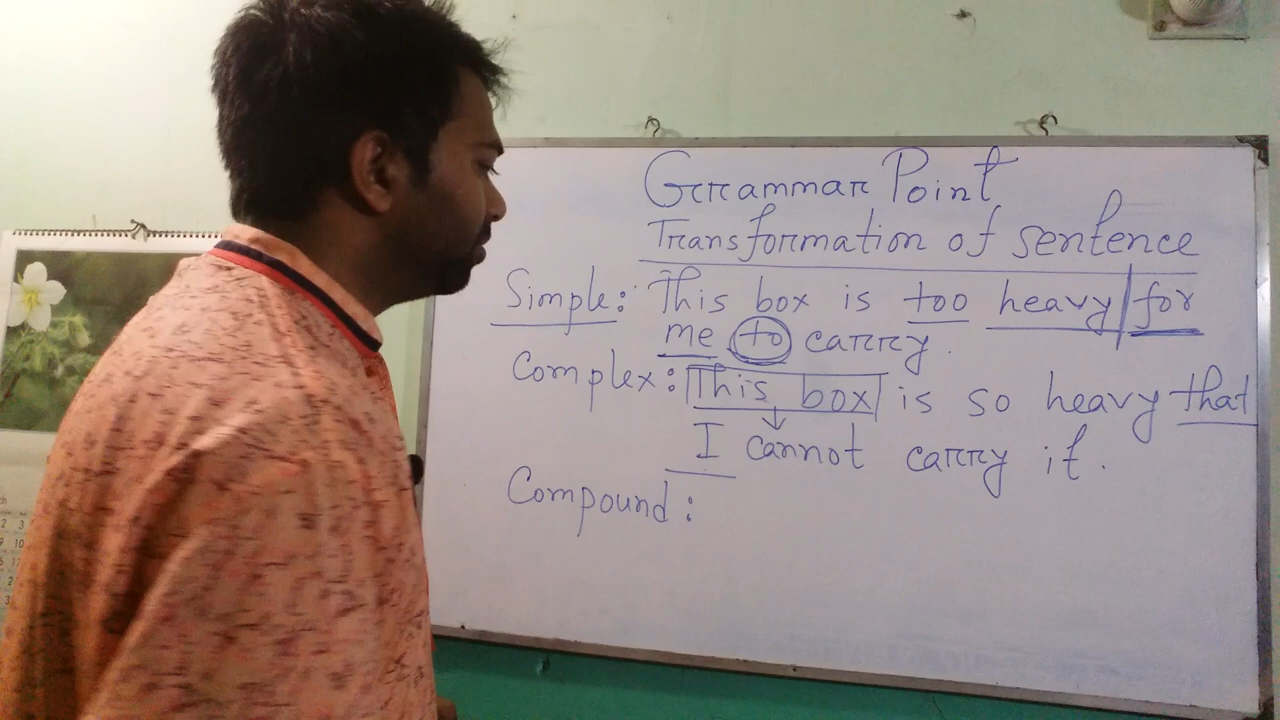 Grammar Point
Transformation of sentence
Simple: This box is too heavy/for
me to carry.
Complex: This box is so heavy that
I cannot carry it.
Compound: